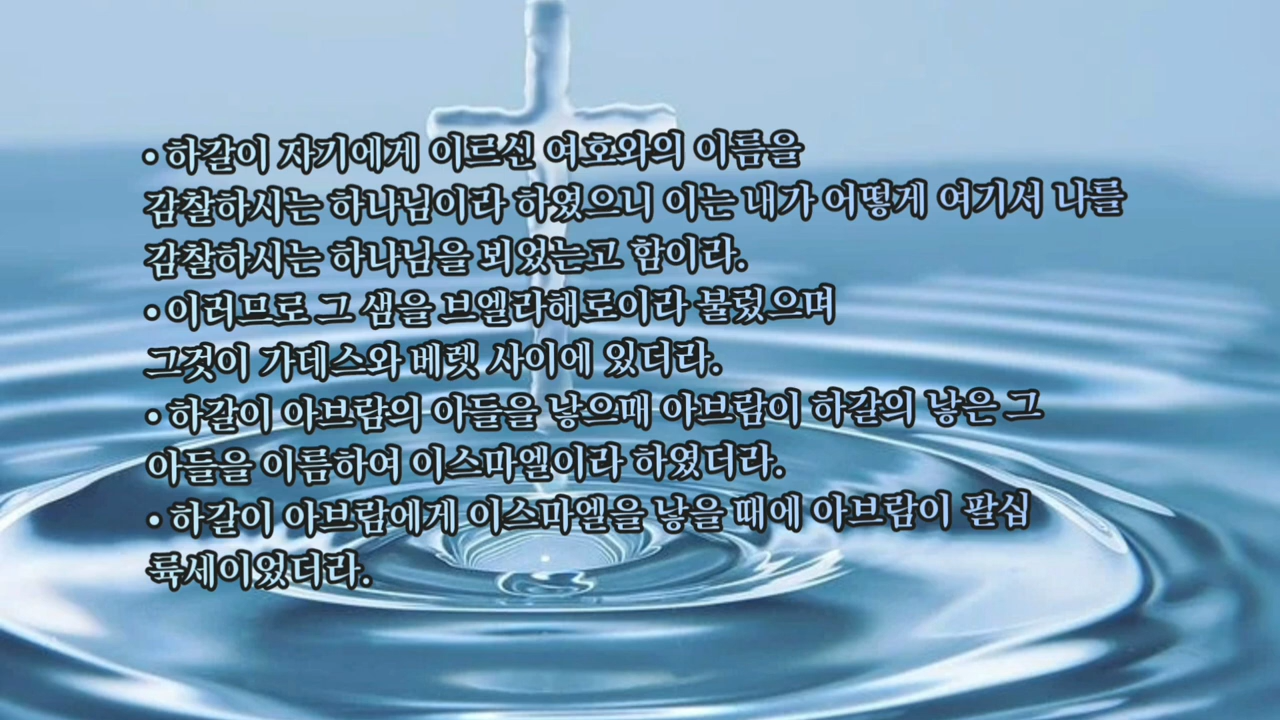 • 하갈이 자기에게 이르신 여호와의 이름을
감찰하시는 하나님이라 하였으니 이는 내가 어떻게 여기서 나를
감찰하시는 하나님을 뵈었는고 함이라.
• 이러므로 그 샘을 브엘라해로이라 불렀으며
그것이 가데스와 베렛 사이에 있더라.
• 하갈이 아브람의 아들을 낳으매 아브람이 하갈의 낳은 그
아들을 이름하여 이스마엘이라 하였더라.
• 하갈이 아브람에게 이스마엘을 낳을 때에 아브람이 팔십
륙세이었더라.